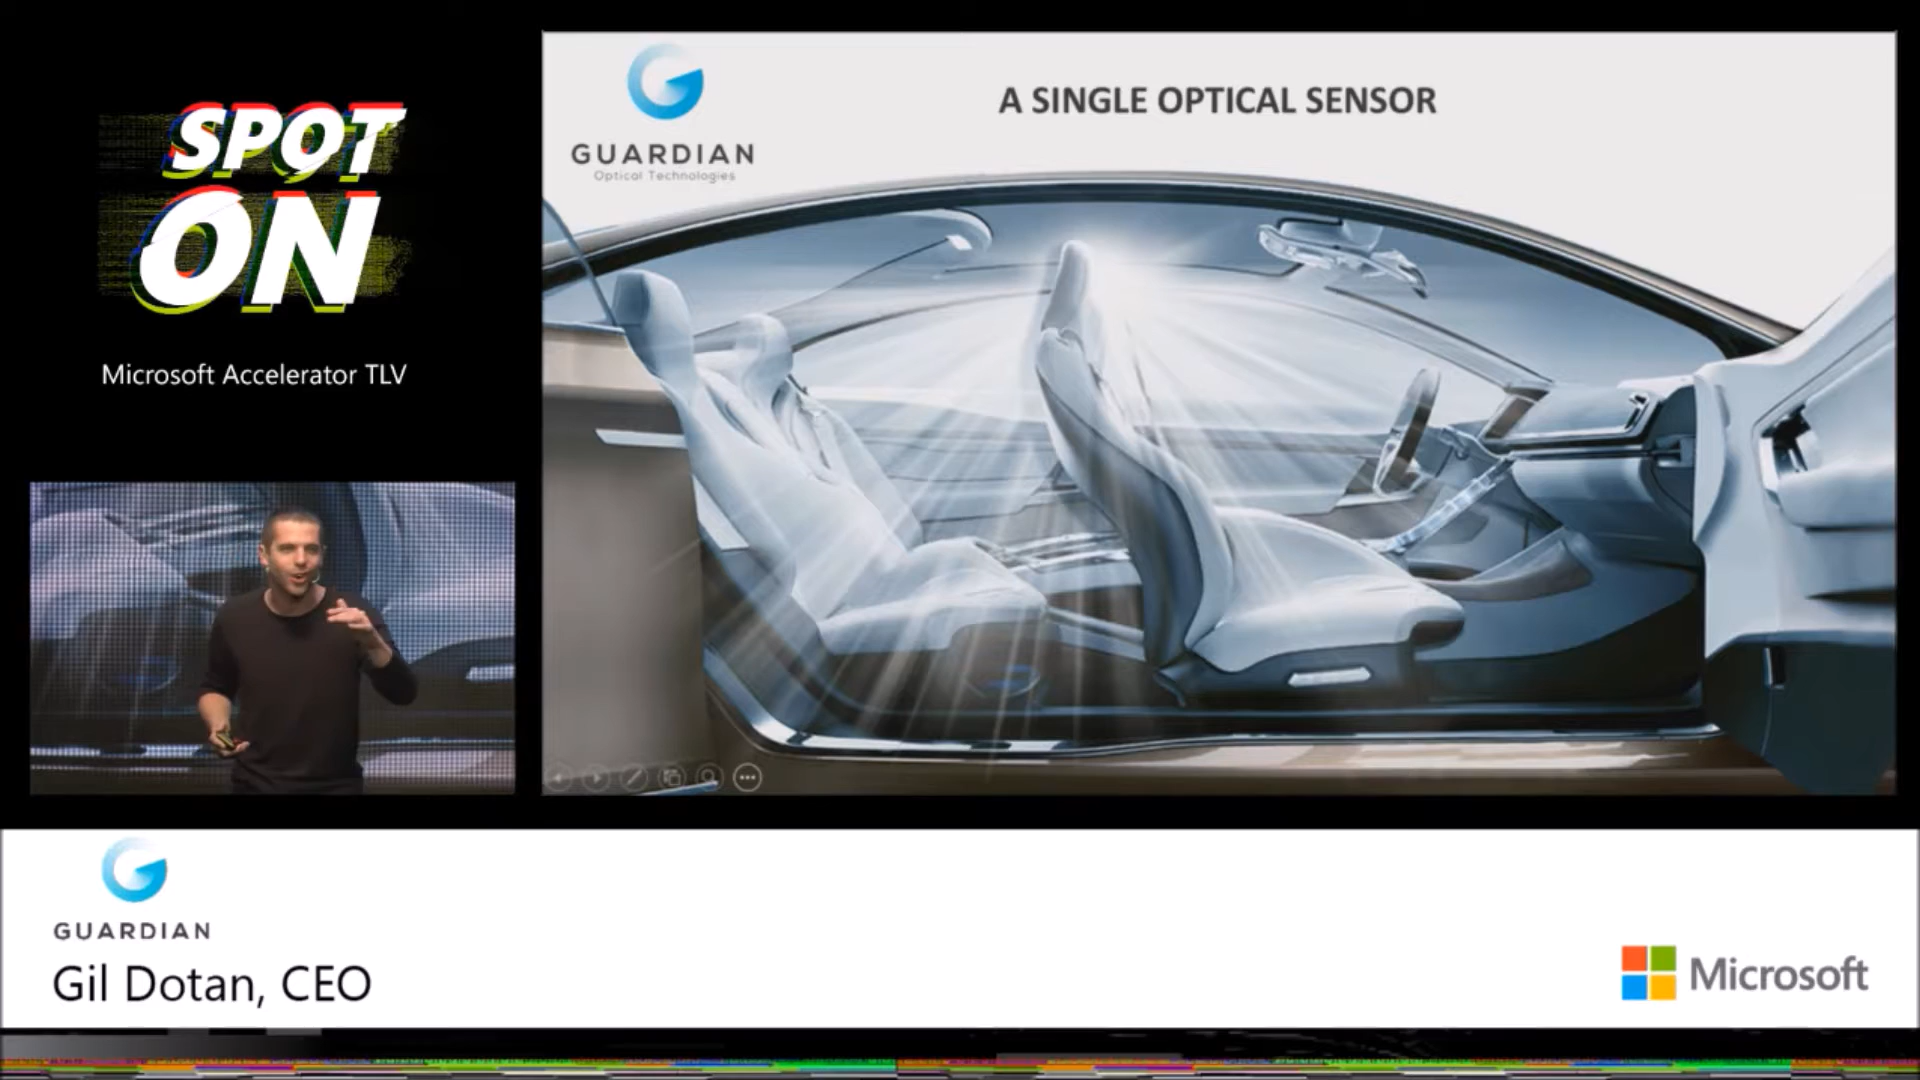 SPOT
ON
Microsoft Accelerator TLV
GUARDIAN
Optical Technologies
A SINGLE OPTICAL SENSOR
GUARDIAN
Gil Dotan, CEO
Microsoft